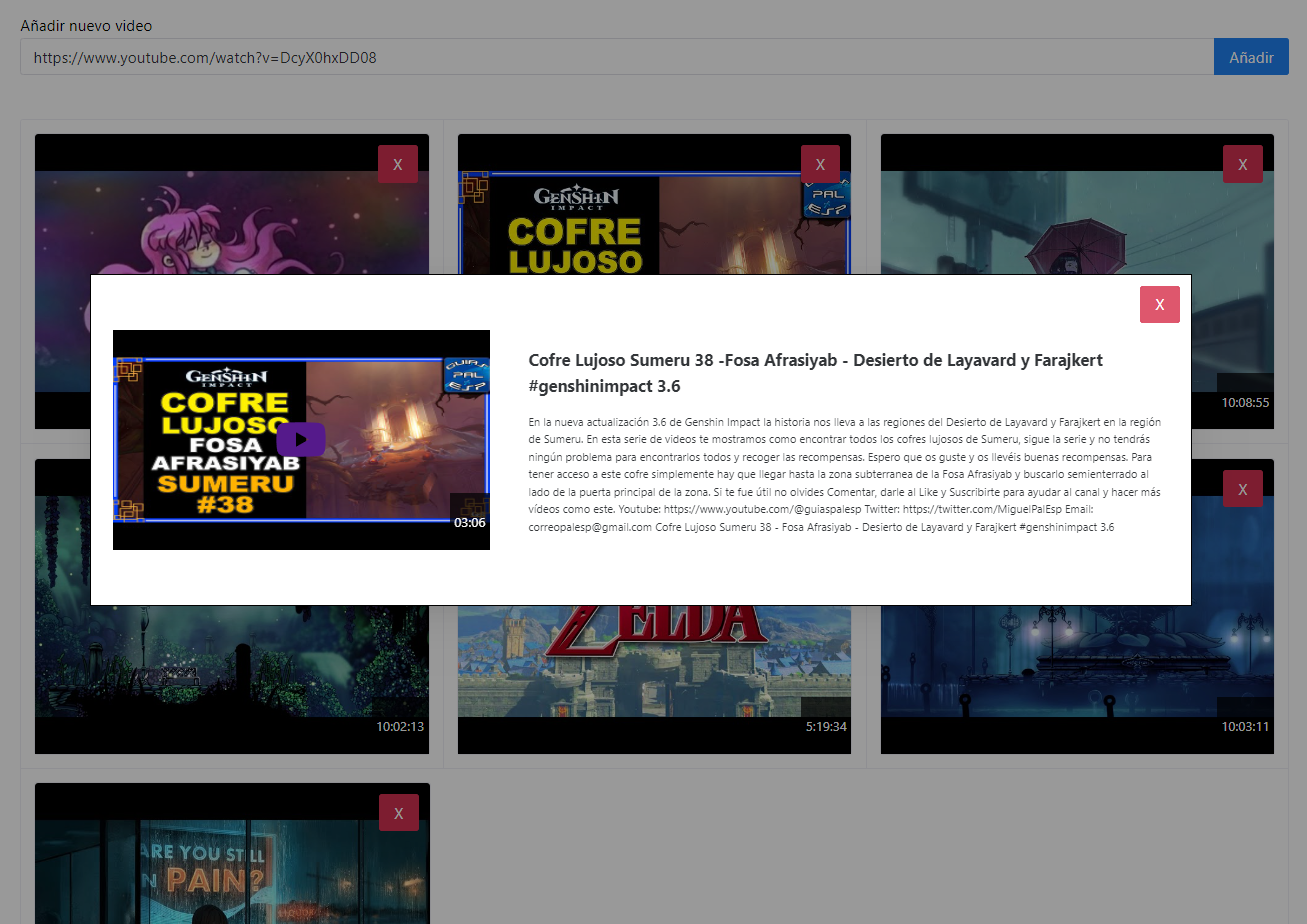 Añadir nuevo video
https://www.youtube.com/watch?v=DcyX0hxDD08
Añadir
X
X
X
GENSHIN
IMPACT
PAL
ESP
COFRE
LUJOSO
X
GENSHIN
IMPACT
GUIAS
PAL
ESP
COFRE
LUJOSO
FOSA
AFRASIYAB
SUMERU
#38
03:06
Cofre Lujoso Sumeru 38 -Fosa Afrasiyab - Desierto de Layavard y Farajkert
#genshinimpact 3.6
En la nueva actualización 3.6 de Genshin Impact la historia nos lleva a las regiones del Desierto de Layavard y Farajkert en la región
de Sumeru. En esta serie de videos te mostramos como encontrar todos los cofres lujosos de Sumeru, sigue la serie y no tendrás
ningún problema para encontrarlos todos y recoger las recompensas. Espero que os guste y os llevéis buenas recompensas. Para
tener acceso a este cofre simplemente hay que llegar hasta la zona subterranea de la Fosa Afrasiyab y buscarlo semienterrado al
lado de la puerta principal de la zona. Si te fue útil no olvides Comentar, darle al Like y Suscribirte para ayudar al canal y hacer más
vídeos como este. Youtube: https://www.youtube.com/@guiaspalesp Twitter: https://twitter.com/MiguelPalEsp Email:
correopalesp@gmail.com Cofre Lujoso Sumeru 38 - Fosa Afrasiyab - Desierto de Layavard y Farajkert #genshinimpact 3.6
10:08:55
X
ZELDA
10:02:13
5:19:34
10:03:11
X
ARE YOU STILL
IN PAIN?